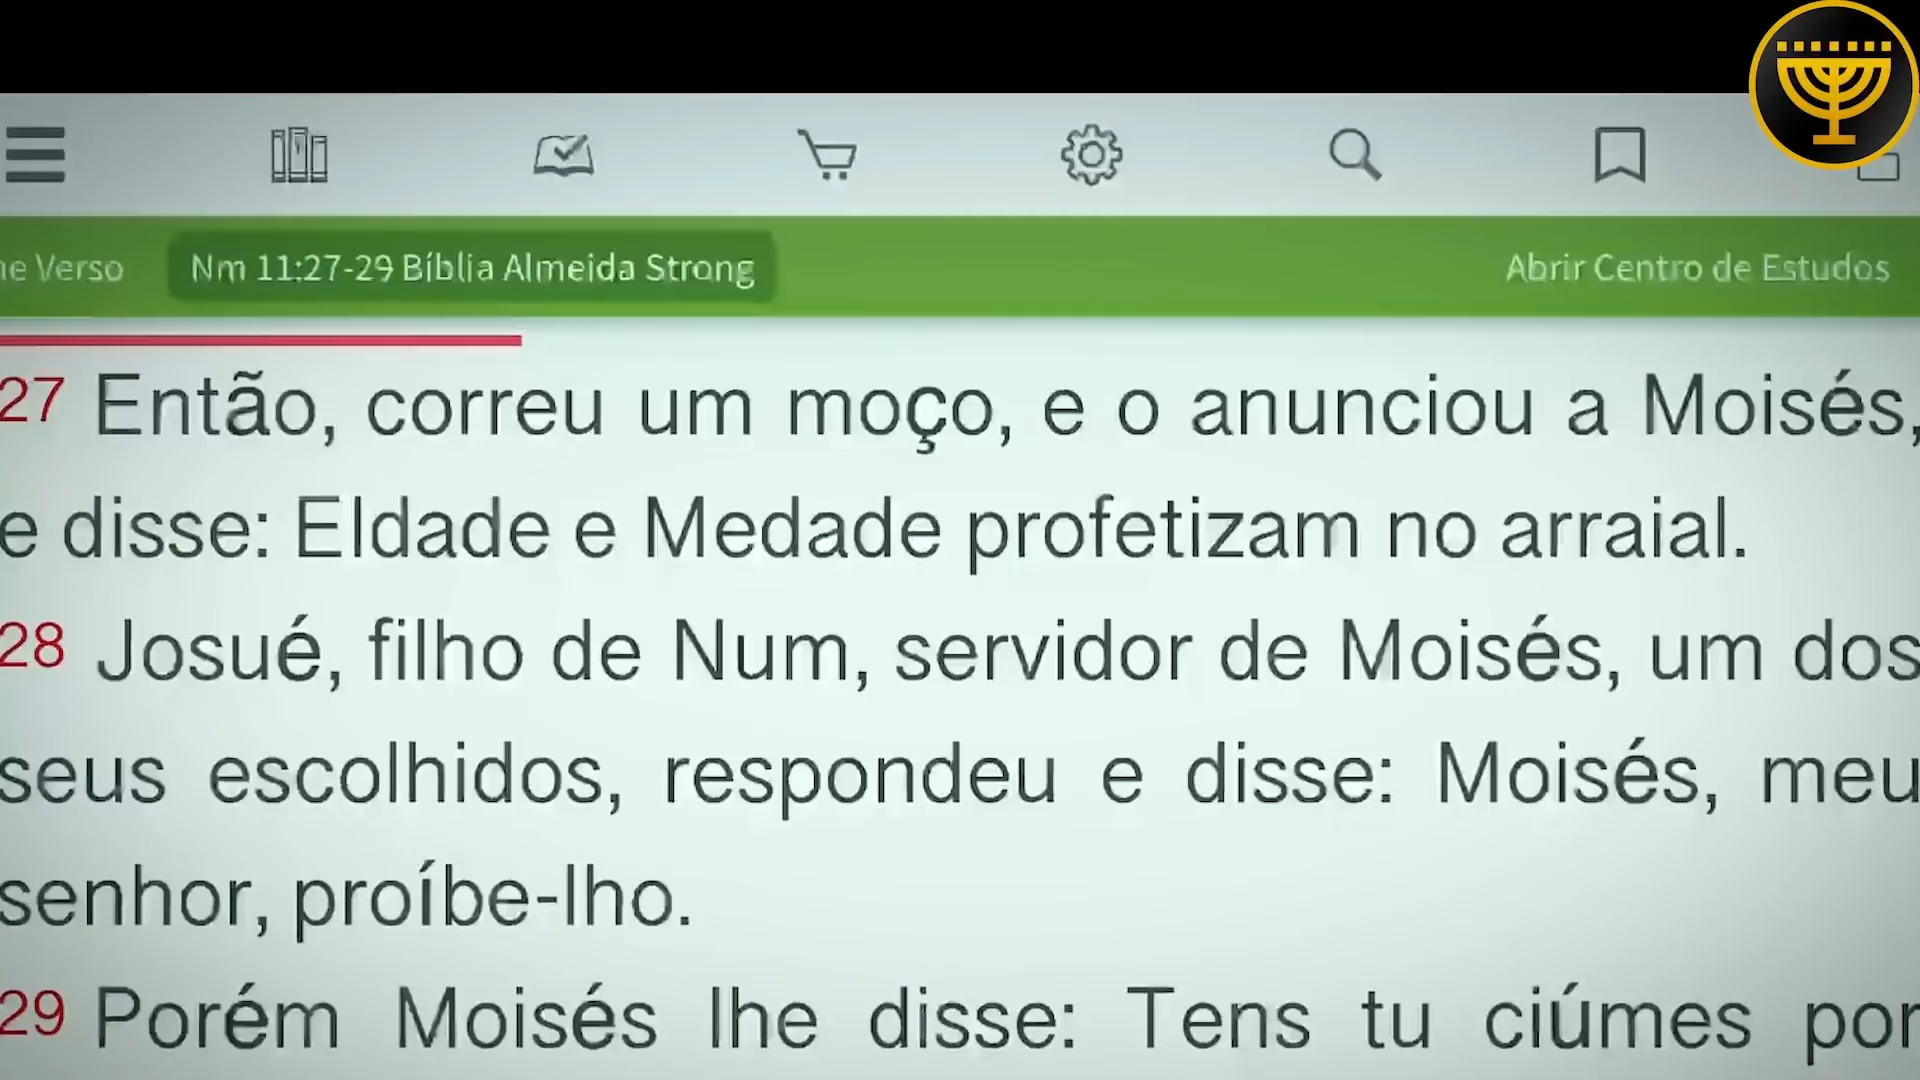 Verso
Nm 11:27-29 Bíblia Almeida Strong
Abrir Centro de Estudos
27 Então, correu um moço, e o anunciou a Moisés,
e disse: Eldade e Medade profetizam no arraial.
28 Josué, filho de Num, servidor de Moisés, um dos
seus escolhidos, respondeu e disse: Moisés, meu
senhor, proíbe-lho.
29 Porém Moisés lhe disse: Tens tu ciúmes por